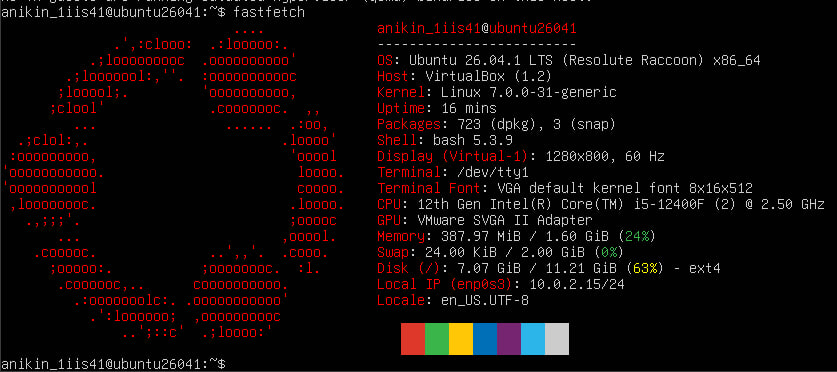 anikin_1iis41@ubuntu26041:~$ fastfetch
anikin_1iis41@ubuntu26041
-------------------------
OS: Ubuntu 26.04.1 LTS (Resolute Raccoon) x86_64
Host: VirtualBox (1.2)
Kernel: Linux 7.0.0-31-generic
Uptime: 16 mins
Packages: 723 (dpkg), 3 (snap)
Shell: bash 5.3.9
Display (Virtual-1): 1280x800, 60 Hz
Terminal: /dev/tty1
Terminal Font: VGA default kernel font 8x16x512
CPU: 12th Gen Intel(R) Core(TM) i5-12400F (2) @ 2.50 GHz
GPU: VMware SVGA II Adapter
Memory: 387.97 MiB / 1.60 GiB (24%)
Swap: 24.00 KiB / 2.00 GiB (0%)
Disk (/): 7.07 GiB / 11.21 GiB (63%) - ext4
Local IP (enp0s3): 10.0.2.15/24
Locale: en_US.UTF-8
anikin_1iis41@ubuntu26041:~$